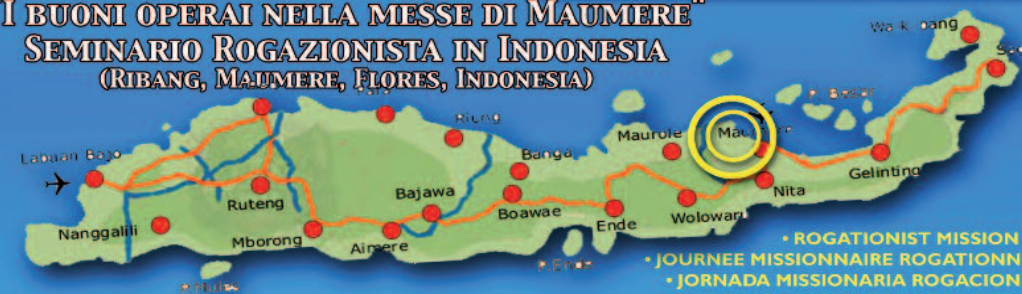 I BUONI OPERAI NELLA MESSE DI MAUMERE"
SEMINARIO ROGAZIONISTA IN INDONESIA
(RIBANG, MAUMERE, FLORES, INDONESIA)
Riung
Labuan Bajo
Maurole
Banga
Bajawa
Gelinting
Ruteng
Boawae
Nita
Nanggalili
Mborong
Aimere
Ende
Wolowaru
P. Ende
• ROGATIONIST MISSION
• JOURNEE MISSIONNAIRE ROGATIONN
• JORNADA MISSIONARIA ROGACION